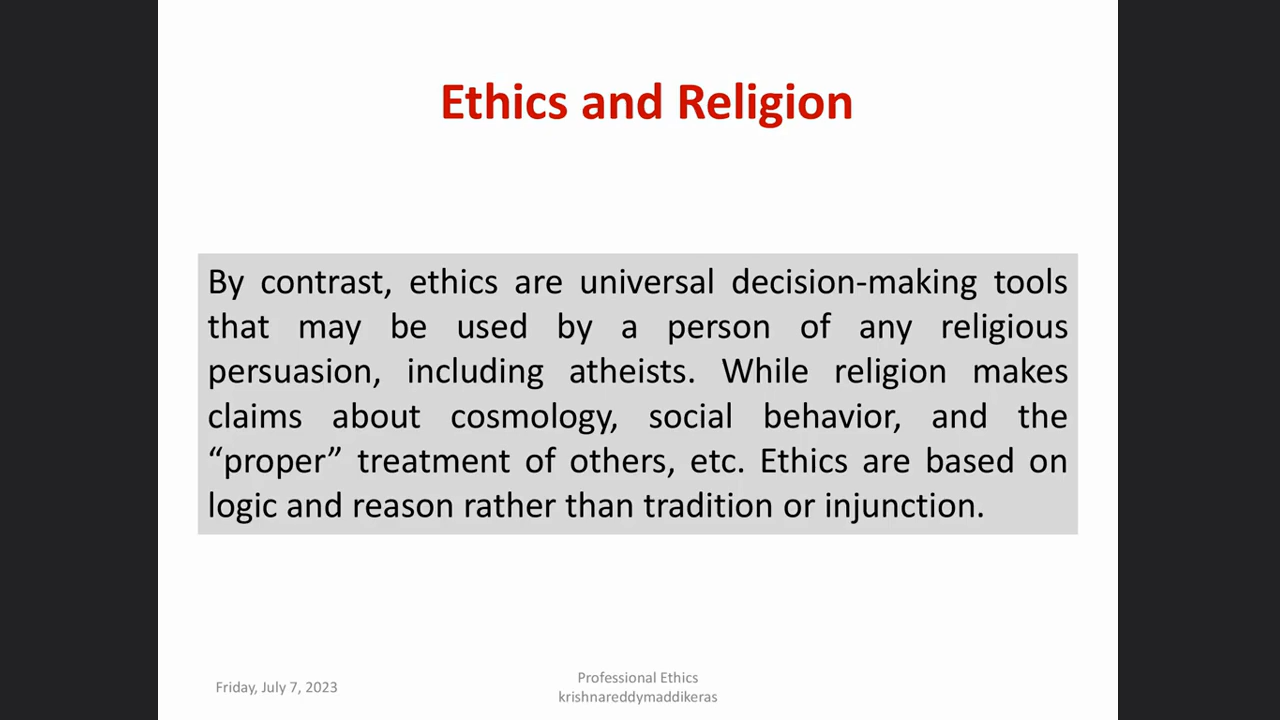 Ethics and Religion
By contrast, ethics are universal decision-making tools
that may be used by a person of any religious
persuasion, including atheists. While religion makes
claims about cosmology, social behavior, and the
“proper” treatment of others, etc. Ethics are based on
logic and reason rather than tradition or injunction.
Friday, July 7, 2023
Professional Ethics
krishnareddymaddikeras